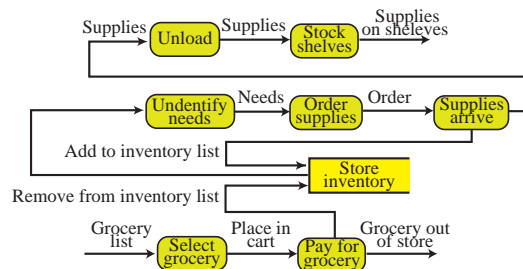 Supplies
Unload
Supplies
Stock
shelves
Supplies
on sheleves
Undentify
needs
Needs
Order
supplies
Order
Supplies
arrive
Add to inventory list
Store
inventory
Remove from inventory list
Grocery
list
Select
grocery
Place in
cart
Pay for
grocery
Grocery out
of store